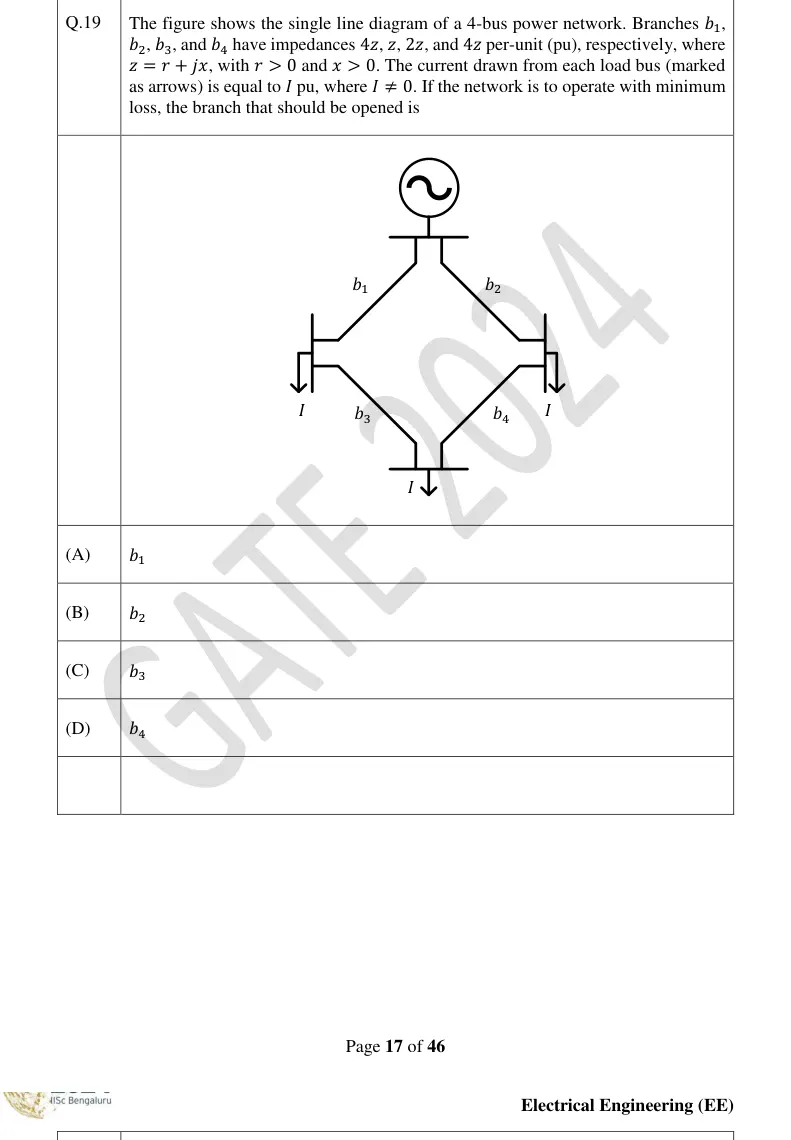 Q.19 The figure shows the single line diagram of a 4-bus power network. Branches b₁,
b₂, b₃, and b₄ have impedances 4z, z, 2z, and 4z per-unit (pu), respectively, where
z = r + jx, with r > 0 and x > 0. The current drawn from each load bus (marked
as arrows) is equal to I pu, where I ≠ 0. If the network is to operate with minimum
loss, the branch that should be opened is
b₁ b₂
I b₃ b₄ I
I
GATE 2024
(A) b₁
(B) b₂
(C) b₃
(D) b₄
Page 17 of 46
IISc Bengaluru
Electrical Engineering (EE)